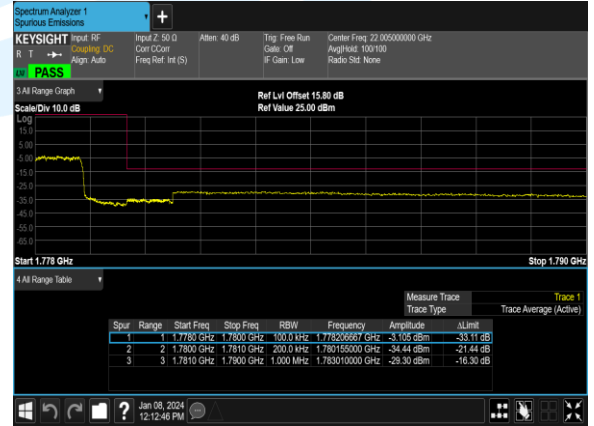 Spectrum Analyzer 1
Spurious Emissions
+
KEYSIGHT Input: RF Input Z: 50 Ω Atten: 40 dB Trig: Free Run Center Freq: 22.005000000 GHz
R T Coupling: DC Corr CCorr Gate: Off Avg|Hold: 100/100
Align: Auto Freq Ref: Int (S) IF Gain: Low Radio Std: None
PASS
3 All Range Graph
Ref Lvl Offset 15.80 dB
Scale/Div 10.0 dB Ref Value 25.00 dBm
Log
15.0
5.00
-5.00
-15.0
-25.0
-35.0
-45.0
-55.0
-65.0
Start 1.778 GHz Stop 1.790 GHz
4 All Range Table
Measure Trace Trace 1
Trace Type Trace Average (Active)
Spur Range Start Freq Stop Freq RBW Frequency Amplitude ΔLimit
1 1 1.7780 GHz 1.7800 GHz 100.0 kHz 1.778206667 GHz -3.105 dBm -33.11 dB
2 2 1.7800 GHz 1.7810 GHz 200.0 kHz 1.780155000 GHz -34.44 dBm -21.44 dB
3 3 1.7810 GHz 1.7900 GHz 1.000 MHz 1.783010000 GHz -29.30 dBm -16.30 dB
? Jan 08, 2024
12:12:46 PM